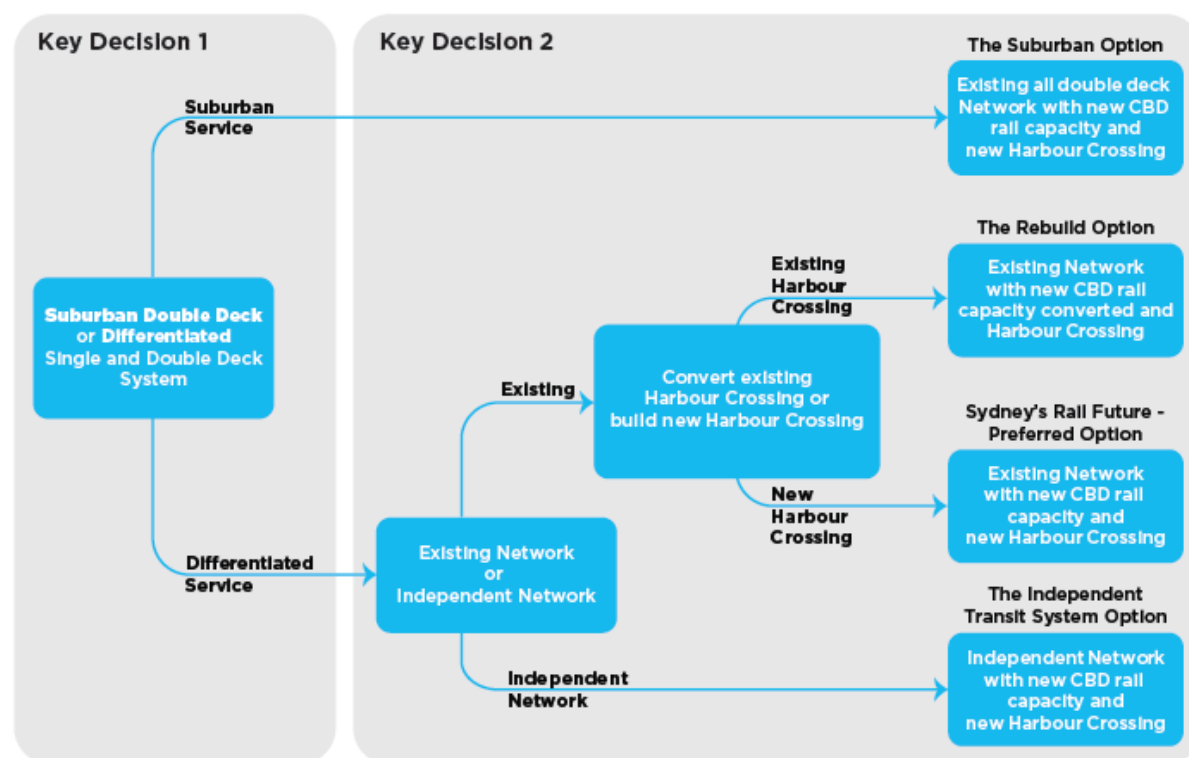 Key Decision 1
Key Decision 2
The Suburban Option
Existing all double deck
Network with new CBD
rail capacity and
new Harbour Crossing
Suburban
Service
The Rebuild Option
Existing Network
with new CBD rail
capacity converted and
Harbour Crossing
Existing
Harbour
Crossing
Suburban Double Deck
or Differentiated
Single and Double Deck
System
Convert existing
Harbour Crossing or
build new Harbour Crossing
Existing
Sydney's Rail Future -
Preferred Option
Existing Network
with new CBD rail
capacity and
new Harbour Crossing
New
Harbour
Crossing
Differentiated
Service
Existing Network
or
Independent Network
The Independent
Transit System Option
Independent Network
with new CBD rail
capacity and
new Harbour Crossing
Independent
Network